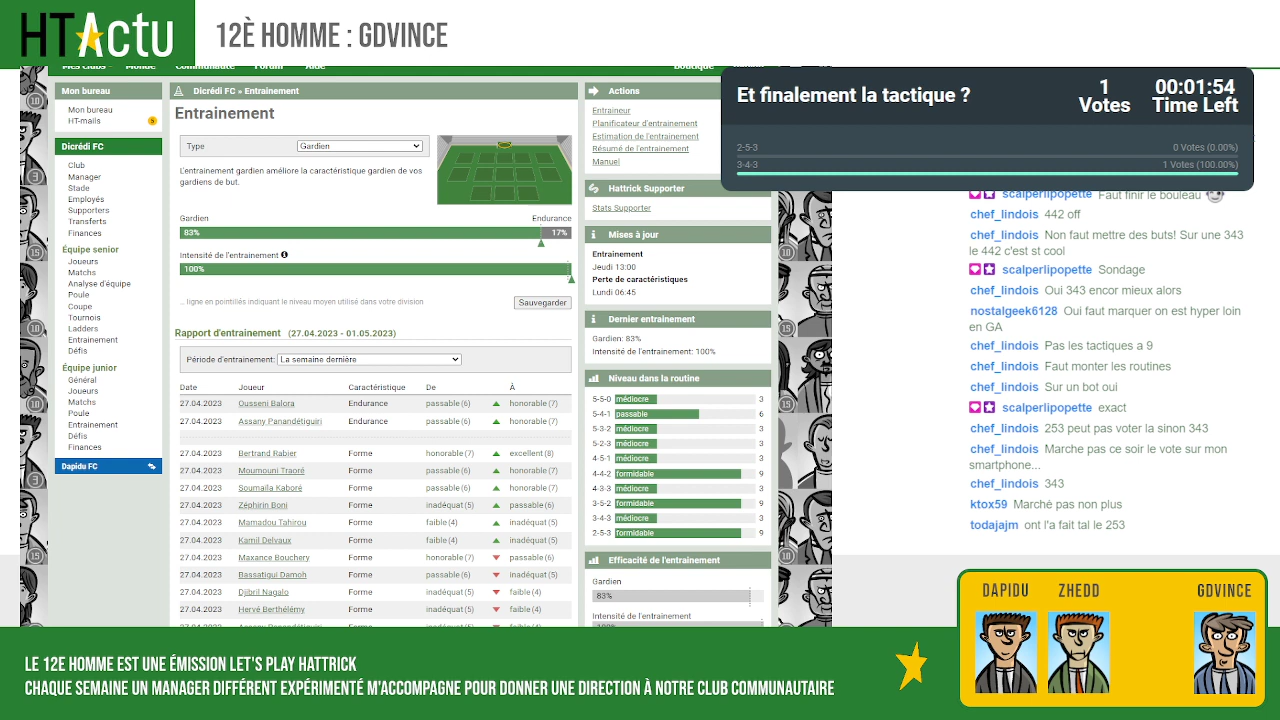 HTActu
12È HOMME : GDVINCE
Mes clubs Monde Communauté Forum Aide Boutique
Mon bureau
Mon bureau
HT-mails 5
Dicrédi FC
Club
Manager
Stade
Employés
Supporters
Transferts
Finances
Équipe senior
Joueurs
Matchs
Analyse d'équipe
Poule
Coupe
Tournois
Ladders
Entrainement
Défis
Équipe junior
Général
Joueurs
Matchs
Poule
Entrainement
Défis
Finances
Dapidu FC
Dicrédi FC » Entrainement
Entrainement
Type Gardien
L'entrainement gardien améliore la caractéristique gardien de vos
gardiens de but.
Gardien Endurance
83% 17%
Intensité de l'entrainement
100%
... ligne en pointillés indiquant le niveau moyen utilisé dans votre division
Sauvegarder
Rapport d'entrainement (27.04.2023 - 01.05.2023)
Période d'entrainement: La semaine dernière
Date Joueur Caractéristique De À
27.04.2023 Ousseni Balora Endurance passable (6) honorable (7)
27.04.2023 Assany Panandétiguiri Endurance passable (6) honorable (7)
27.04.2023 Bertrand Rabier Forme honorable (7) excellent (8)
27.04.2023 Moumouni Traoré Forme passable (6) honorable (7)
27.04.2023 Soumaïla Kaboré Forme passable (6) honorable (7)
27.04.2023 Zéphirin Boni Forme inadéquat (5) passable (6)
27.04.2023 Mamadou Tahirou Forme faible (4) inadéquat (5)
27.04.2023 Kamil Delvaux Forme faible (4) inadéquat (5)
27.04.2023 Maxance Bouchery Forme honorable (7) passable (6)
27.04.2023 Bassatigui Damoh Forme passable (6) inadéquat (5)
27.04.2023 Djibril Nagalo Forme inadéquat (5) faible (4)
27.04.2023 Hervé Berthélémy Forme inadéquat (5) faible (4)
Actions
Entraineur
Planificateur d'entrainement
Estimation de l'entrainement
Résumé de l'entrainement
Manuel
Hattrick Supporter
Stats Supporter
Mises à jour
Entrainement
Jeudi 13:00
Perte de caractéristiques
Lundi 06:45
Dernier entrainement
Gardien: 83%
Intensité de l'entrainement: 100%
Niveau dans la routine
5-5-0 médiocre 3
5-4-1 passable 6
5-3-2 médiocre 3
5-2-3 médiocre 3
4-5-1 médiocre 3
4-4-2 formidable 9
4-3-3 médiocre 3
3-5-2 formidable 9
3-4-3 médiocre 3
2-5-3 formidable 9
Efficacité de l'entrainement
Gardien
83%
Intensité de l'entrainement
100%
Et finalement la tactique ?
1 Votes
00:01:54 Time Left
2-5-3 0 Votes (0.00%)
3-4-3 1 Votes (100.00%)
scalperlipopette Faut finir le bouleau
chef_lindois 442 off
chef_lindois Non faut mettre des buts! Sur une 343
le 442 c'est st cool
scalperlipopette Sondage
chef_lindois Oui 343 encor mieux alors
nostalgeek6128 Oui faut marquer on est hyper loin
en GA
chef_lindois Pas les tactiques a 9
chef_lindois Faut monter les routines
chef_lindois Sur un bot oui
scalperlipopette exact
chef_lindois 253 peut pas voter la sinon 343
chef_lindois Marche pas ce soir le vote sur mon
smartphone...
chef_lindois 343
ktox59 Marché pas non plus
todajajm ont l'a fait tal le 253
DAPIDU ZHEDD GDVINCE
LE 12E HOMME EST UNE ÉMISSION LET'S PLAY HATTRICK
CHAQUE SEMAINE UN MANAGER DIFFÉRENT EXPÉRIMENTÉ M'ACCOMPAGNE POUR DONNER UNE DIRECTION À NOTRE CLUB COMMUNAUTAIRE